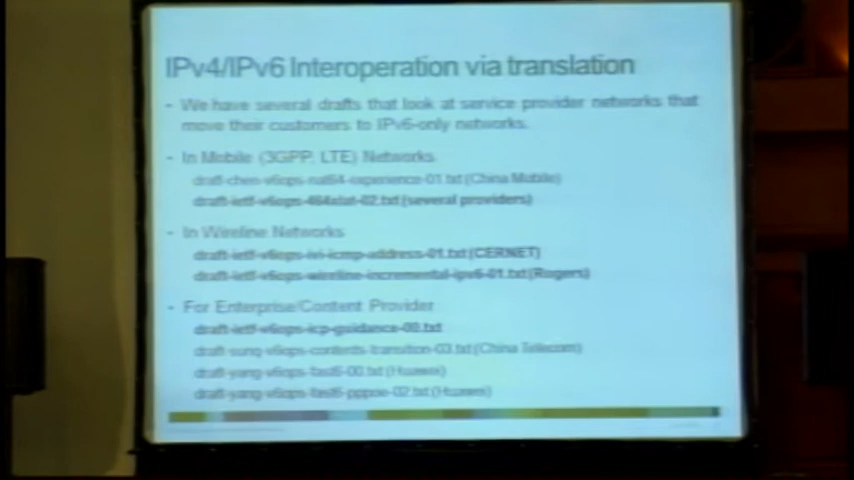 IPv4/IPv6 Interoperation via translation
- We have several drafts that look at service provider networks that
move their customers to IPv6-only networks.
- In Mobile (3GPP, LTE) Networks
draft-chen-v6ops-nat64-experience-01.txt (China Mobile)
draft-ietf-v6ops-464xlat-02.txt (several providers)
- In Wireline Networks
draft-ietf-v6ops-ivi-icmp-address-01.txt (CERNET)
draft-ietf-v6ops-wireline-incremental-ipv6-01.txt (Rogers)
- For Enterprise/Content Provider
draft-ietf-v6ops-icp-guidance-00.txt
draft-sunq-v6ops-contents-transition-03.txt (China Telecom)
draft-yang-v6ops-fast6-00.txt (Huawei)
draft-yang-v6ops-fast6-pppoe-02.txt (Huawei)